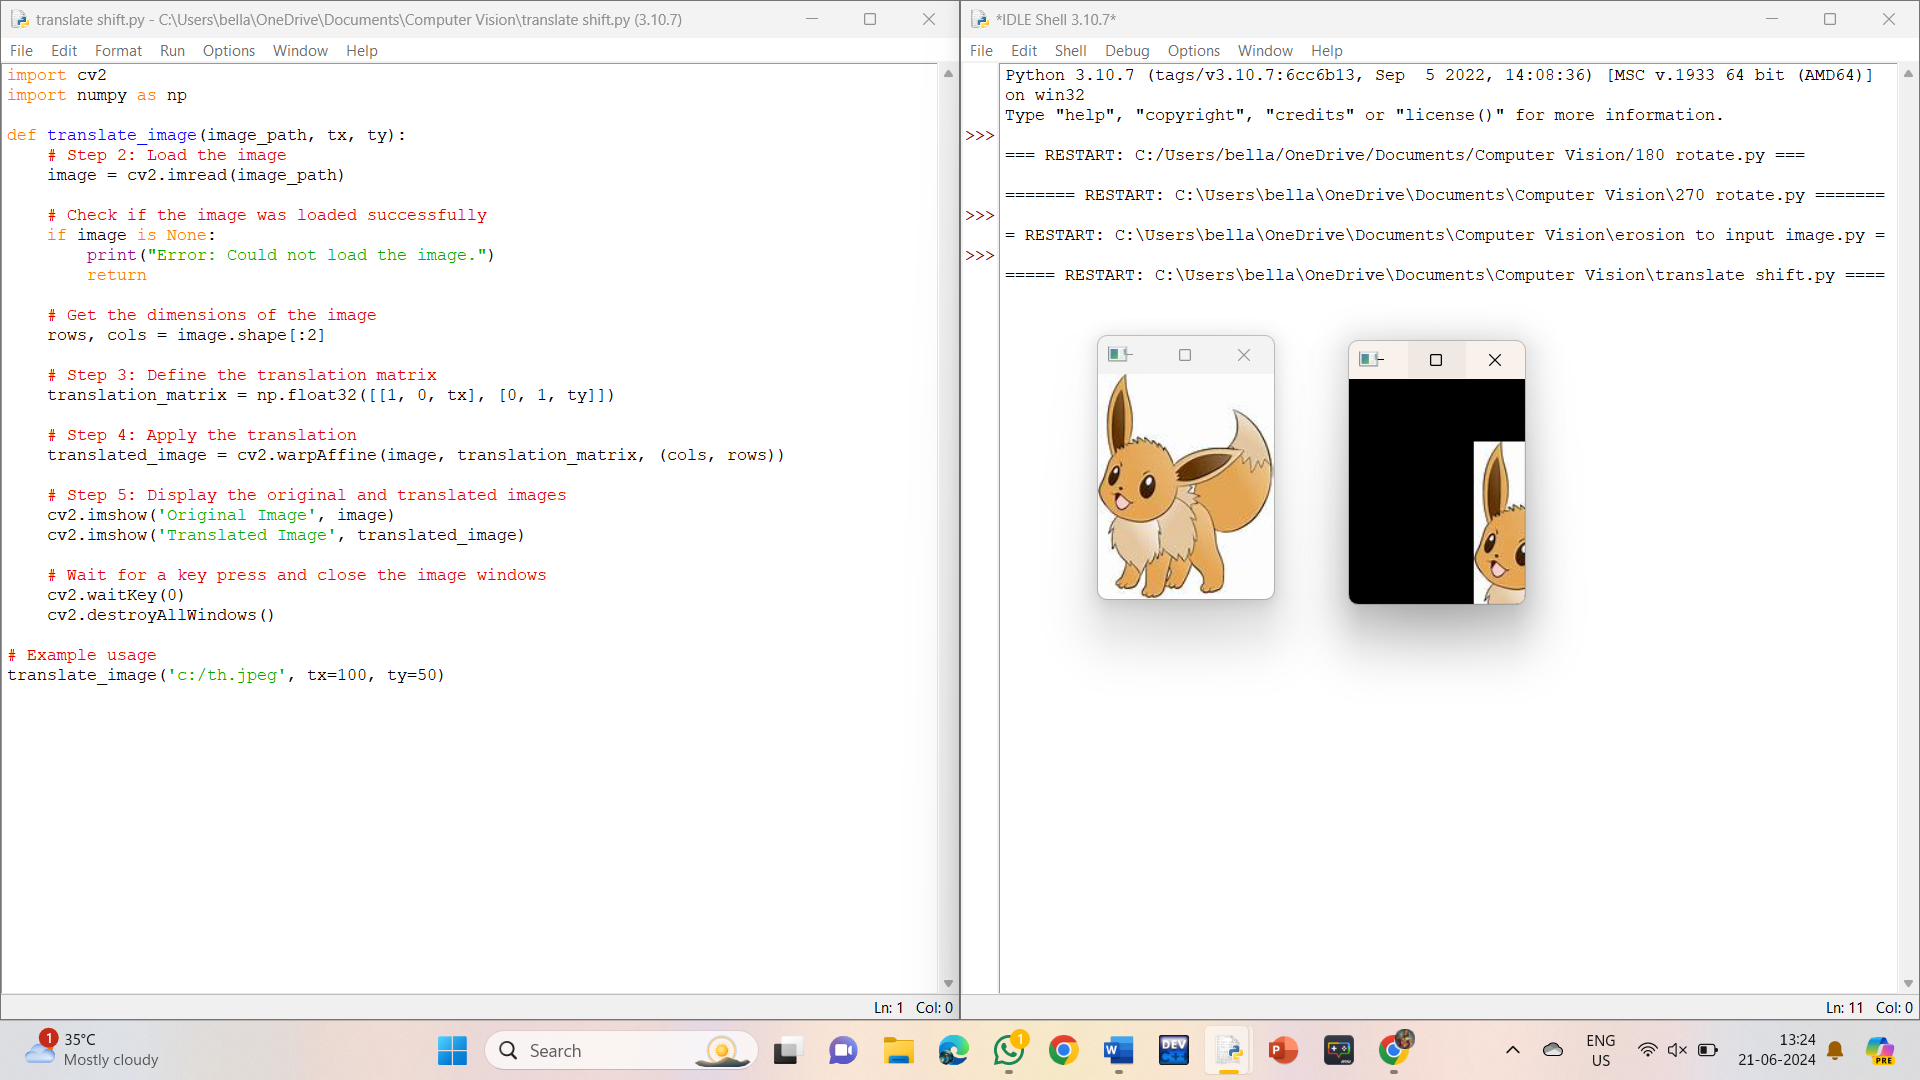 translate shift.py - C:\Users\bella\OneDrive\Documents\Computer Vision\translate shift.py (3.10.7)
File Edit Format Run Options Window Help
import cv2
import numpy as np
def translate_image(image_path, tx, ty):
# Step 2: Load the image
image = cv2.imread(image_path)
# Check if the image was loaded successfully
if image is None:
print("Error: Could not load the image.")
return
# Get the dimensions of the image
rows, cols = image.shape[:2]
# Step 3: Define the translation matrix
translation_matrix = np.float32([[1, 0, tx], [0, 1, ty]])
# Step 4: Apply the translation
translated_image = cv2.warpAffine(image, translation_matrix, (cols, rows))
# Step 5: Display the original and translated images
cv2.imshow('Original Image', image)
cv2.imshow('Translated Image', translated_image)
# Wait for a key press and close the image windows
cv2.waitKey(0)
cv2.destroyAllWindows()
# Example usage
translate_image('c:/th.jpeg', tx=100, ty=50)
Ln: 1 Col: 0
*IDLE Shell 3.10.7*
File Edit Shell Debug Options Window Help
Python 3.10.7 (tags/v3.10.7:6cc6b13, Sep  5 2022, 14:08:36) [MSC v.1933 64 bit (AMD64)]
on win32
Type "help", "copyright", "credits" or "license()" for more information.
>>>
=== RESTART: C:/Users/bella/OneDrive/Documents/Computer Vision/180 rotate.py ===
======= RESTART: C:\Users\bella\OneDrive\Documents\Computer Vision\270 rotate.py =======
>>>
= RESTART: C:\Users\bella\OneDrive\Documents\Computer Vision\erosion to input image.py =
>>>
===== RESTART: C:\Users\bella\OneDrive\Documents\Computer Vision\translate shift.py ====
Ln: 11 Col: 0
1
35°C
Mostly cloudy
Search
1
W
DEV
P
ENG
US
13:24
21-06-2024
PRE